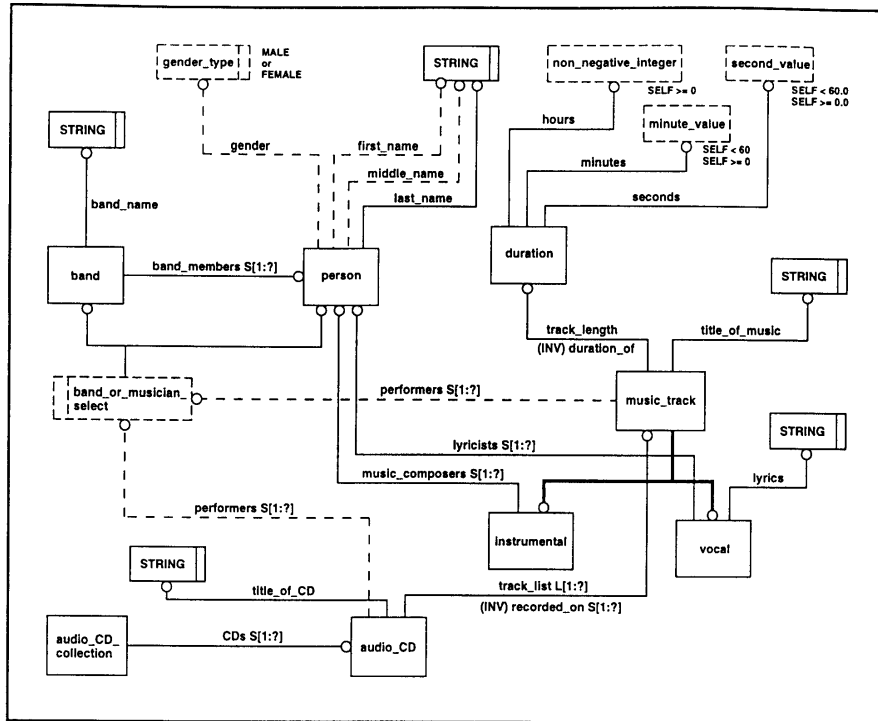 gender_type
MALE
or
FEMALE
STRING
non_negative_integer
SELF >= 0
second_value
SELF < 60.0
SELF >= 0.0
minute_value
SELF < 60
SELF >= 0
STRING
hours
gender
first_name
minutes
middle_name
last_name
seconds
band_name
band
band_members S[1:?]
person
duration
STRING
track_length
(INV) duration_of
title_of_music
band_or_musician_
select
performers S[1:?]
music_track
lyricists S[1:?]
STRING
music_composers S[1:?]
lyrics
performers S[1:?]
instrumental
vocal
STRING
title_of_CD
track_list L[1:?]
(INV) recorded_on S[1:?]
audio_CD_
collection
CDs S[1:?]
audio_CD